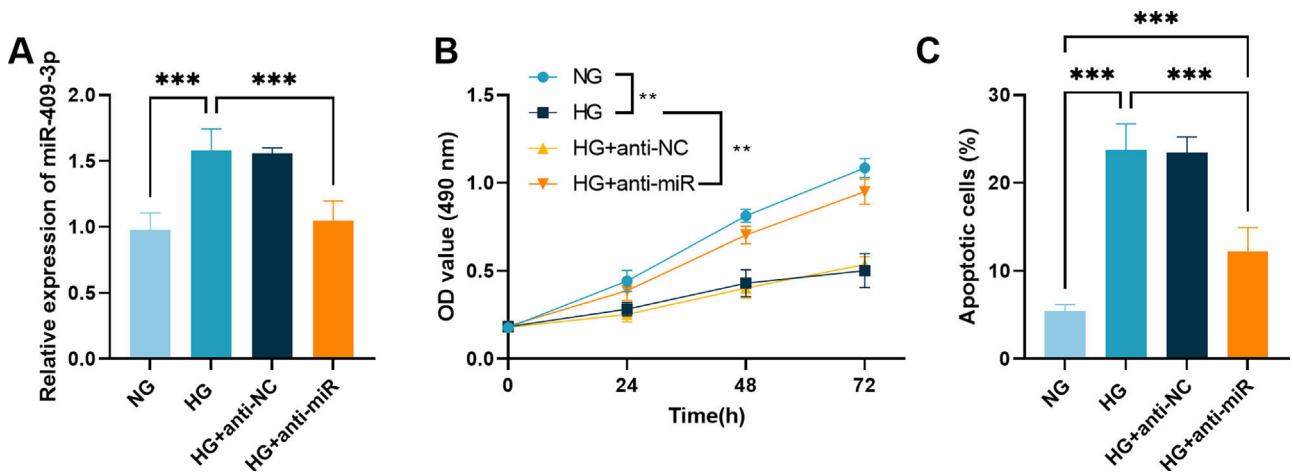 A
Relative expression of miR-409-3p
2.0
1.5
1.0
0.5
0.0
***
***
NG
HG
HG+anti-NC
HG+anti-miR
B
OD value (490 nm)
1.5
1.0
0.5
0.0
NG
HG
HG+anti-NC
HG+anti-miR
**
**
0
24
48
72
Time(h)
C
Apoptotic cells (%)
30
20
10
0
***
***
***
NG
HG
HG+anti-NC
HG+anti-miR